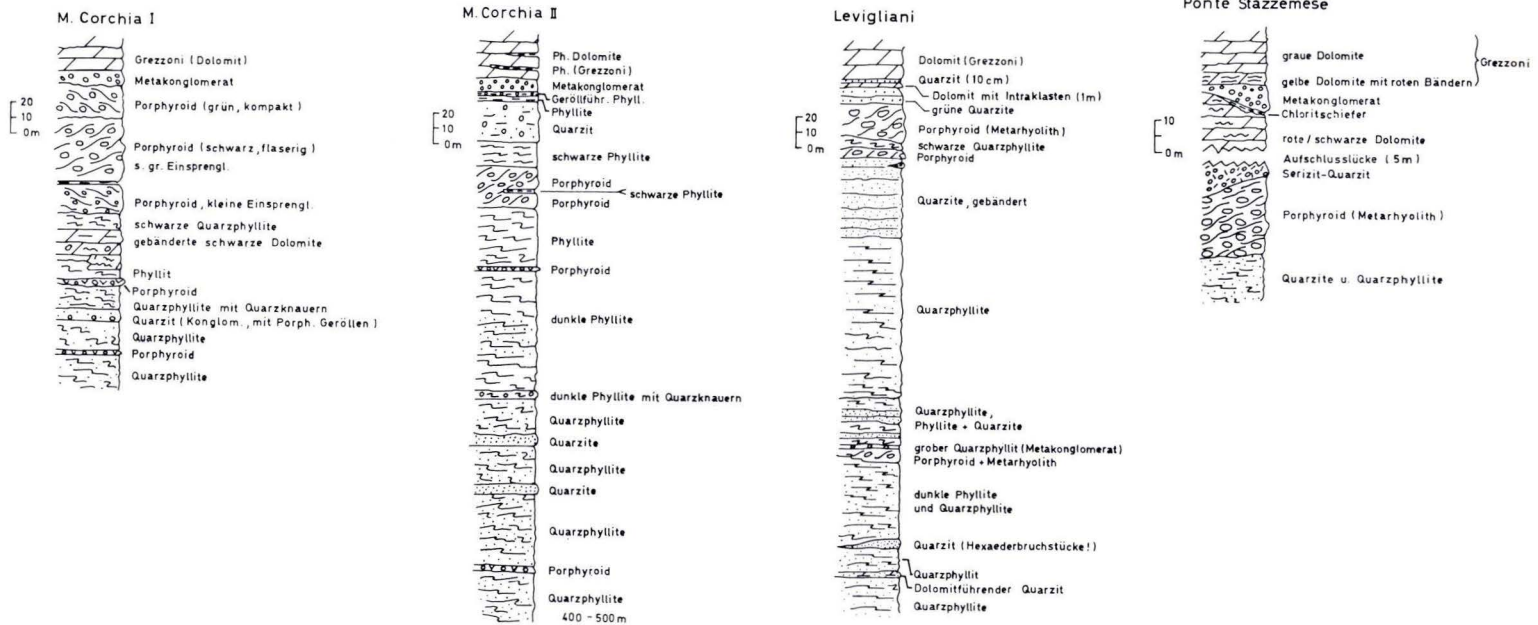 M. Corchia I
20
10
0m
Grezzoni (Dolomit)
Metakonglomerat
Porphyroid (grün, kompakt)
Porphyroid (schwarz, flaserig)
s. gr. Einsprengl.
Porphyroid, kleine Einsprengl.
schwarze Quarzphyllite
gebänderte schwarze Dolomite
Phyllit
Porphyroid
Quarzphyllite mit Quarzknauern
Quarzit (Konglom., mit Porph. Geröllen)
Quarzphyllite
Porphyroid
Quarzphyllite
M. Corchia II
20
10
0m
Ph. Dolomite
Ph. (Grezzoni)
Metakonglomerat
Geröllführ. Phyll.
Phyllite
Quarzit
schwarze Phyllite
Porphyroid
schwarze Phyllite
Porphyroid
Phyllite
Porphyroid
dunkle Phyllite
dunkle Phyllite mit Quarzknauern
Quarzphyllite
Quarzite
Quarzphyllite
Quarzite
Quarzphyllite
Porphyroid
Quarzphyllite
400 - 500m
Levigliani
20
10
0m
Dolomit (Grezzoni)
Quarzit (10 cm)
Dolomit mit Intraklasten (1m)
grüne Quarzite
Porphyroid (Metarhyolith)
schwarze Quarzphyllite
Porphyroid
Quarzite, gebändert
Quarzphyllite
Quarzphyllite,
Phyllite + Quarzite
grober Quarzphyllit (Metakonglomerat)
Porphyroid + Metarhyolith
dunkle Phyllite
und Quarzphyllite
Quarzit (Hexaederbruchstücke!)
Quarzphyllit
Dolomitführender Quarzit
Quarzphyllite
Ponte Stazzemese
10
0m
graue Dolomite
Grezzoni
gelbe Dolomite mit roten Bändern
Metakonglomerat
Chloritschiefer
rote / schwarze Dolomite
Aufschlusslücke (5m)
Serizit-Quarzit
Porphyroid (Metarhyolith)
Quarzite u. Quarzphyllite